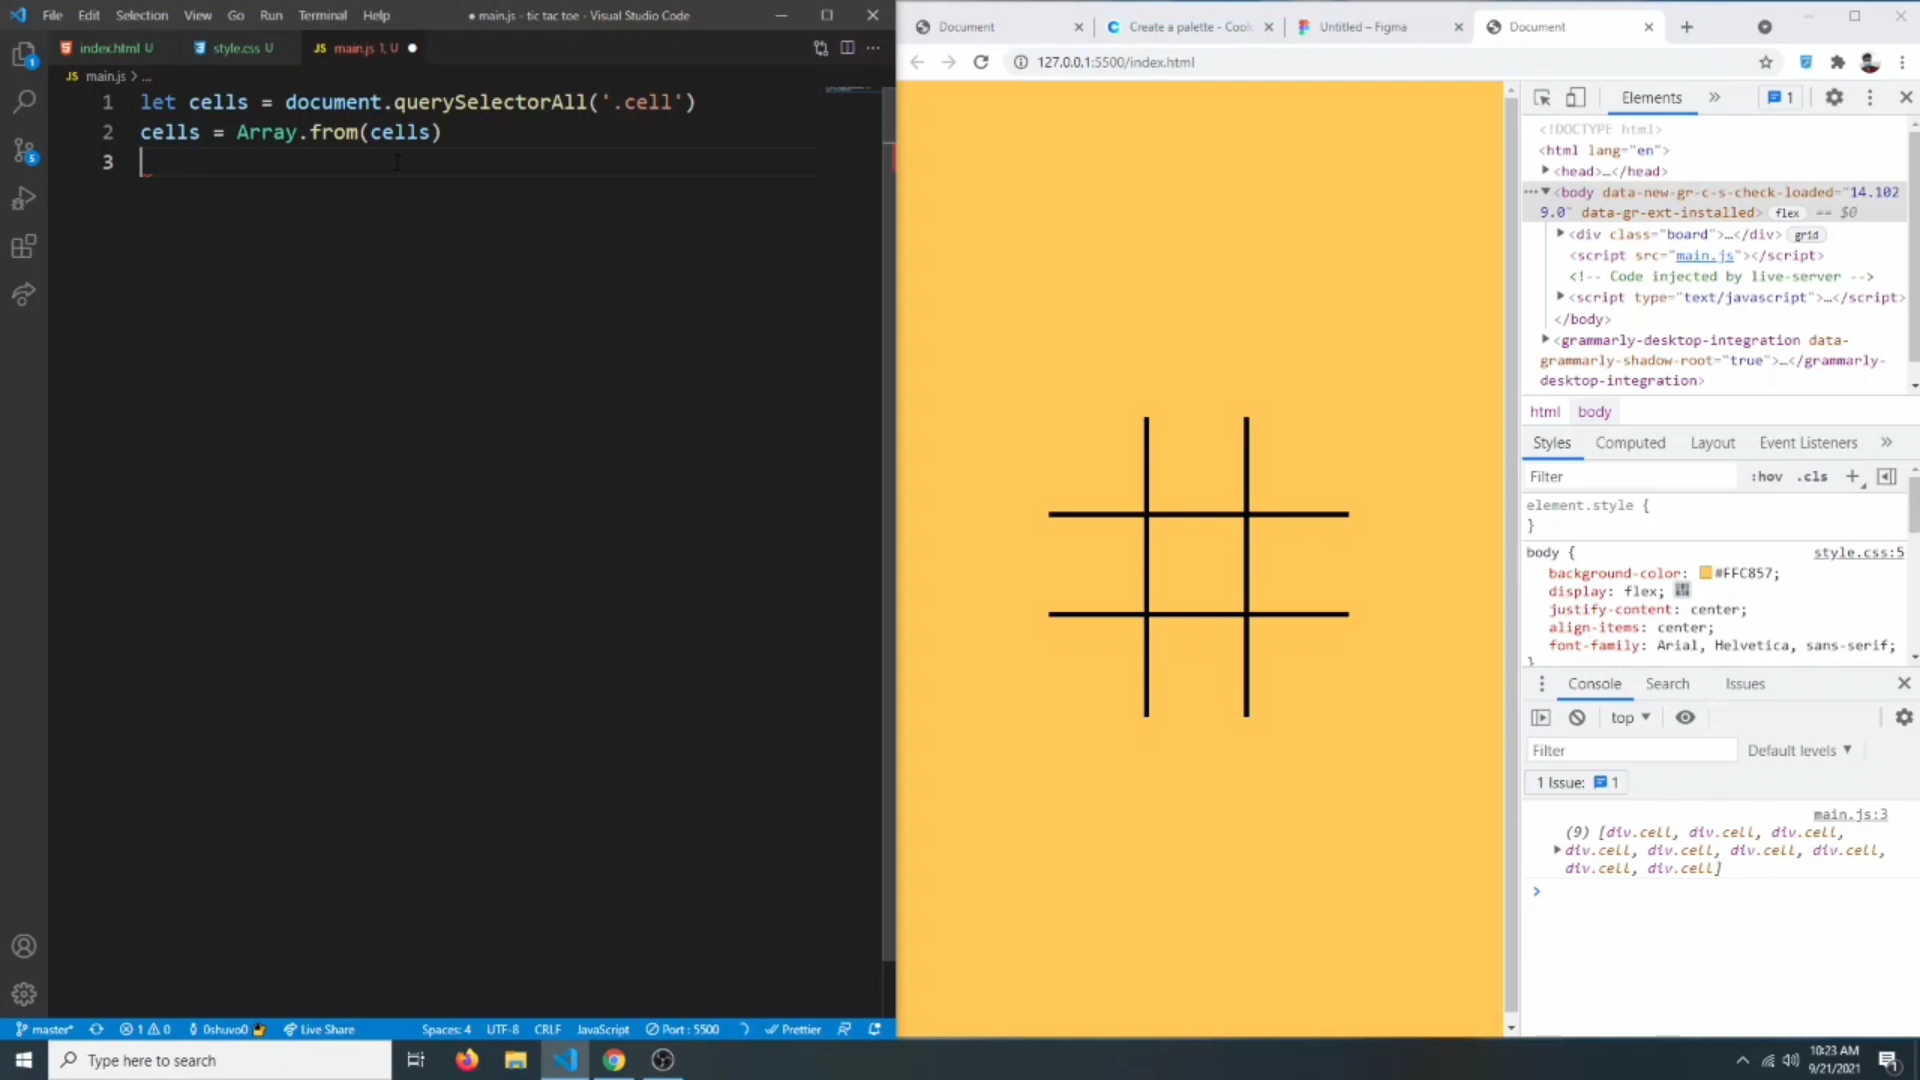 File Edit Selection View Go Run Terminal Help
● main.js - tic tac toe - Visual Studio Code
index.html U
style.css U
JS main.js 1, U ●
JS main.js > ...
1 let cells = document.querySelectorAll('.cell')
2 cells = Array.from(cells)
3
master*
1 0
0shuvo0
Live Share
Spaces: 4
UTF-8
CRLF
JavaScript
Port : 5500
Prettier
Document
Create a palette - Coolo
Untitled – Figma
Document
127.0.0.1:5500/index.html
Elements
1
<!DOCTYPE html>
<html lang="en">
<head>…</head>
<body data-new-gr-c-s-check-loaded="14.102
9.0" data-gr-ext-installed> flex == $0
<div class="board">…</div> grid
<script src="main.js"></script>
<!-- Code injected by live-server -->
<script type="text/javascript">…</script>
</body>
<grammarly-desktop-integration data-
grammarly-shadow-root="true">…</grammarly-
desktop-integration>
html body
Styles Computed Layout Event Listeners
Filter
:hov .cls
element.style {
}
body {
style.css:5
background-color: #FFC857;
display: flex;
justify-content: center;
align-items: center;
font-family: Arial, Helvetica, sans-serif;
}
Console Search Issues
top
Filter
Default levels
1 Issue: 1
main.js:3
(9) [div.cell, div.cell, div.cell,
div.cell, div.cell, div.cell, div.cell,
div.cell, div.cell]
Type here to search
10:23 AM
9/21/2021
1